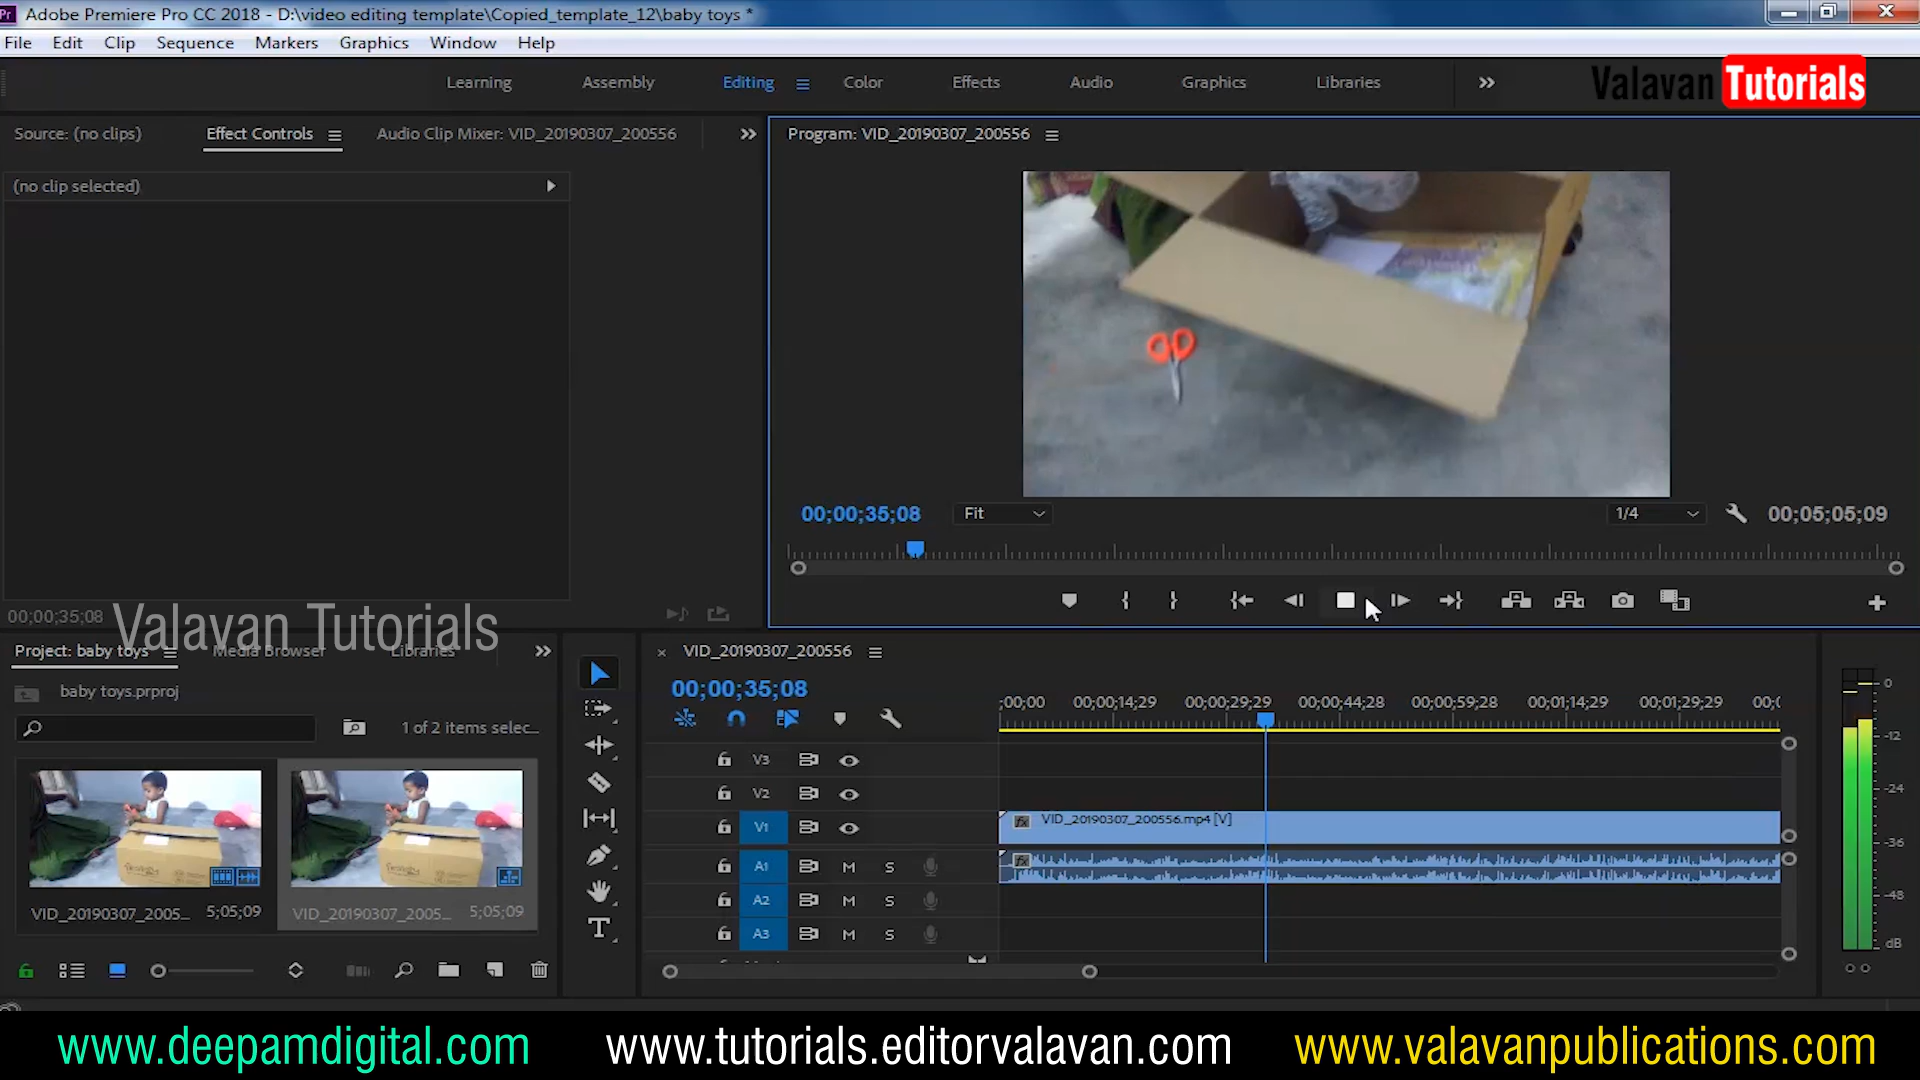 Adobe Premiere Pro CC 2018 - D:\video editing template\Copied_template_12\baby toys *
File Edit Clip Sequence Markers Graphics Window Help
Learning Assembly Editing Color Effects Audio Graphics Libraries
Valavan Tutorials
Source: (no clips) Effect Controls Audio Clip Mixer: VID_20190307_200556
Program: VID_20190307_200556
(no clip selected)
00;00;35;08 Fit 1/4 00;05;05;09
00;00;35;08
Valavan Tutorials
Project: baby toys Media Browser Libraries
baby toys.prproj
1 of 2 items selec...
VID_20190307_2005... 5;05;09
VID_20190307_2005... 5;05;09
VID_20190307_200556
00;00;35;08
;00;00 00;00;14;29 00;00;29;29 00;00;44;28 00;00;59;28 00;01;14;29 00;01;29;29 00;0
V3
V2
V1 VID_20190307_200556.mp4 [V]
A1 M S
A2 M S
A3 M S
0
-12
-24
-36
-48
dB
www.deepamdigital.com www.tutorials.editorvalavan.com www.valavanpublications.com